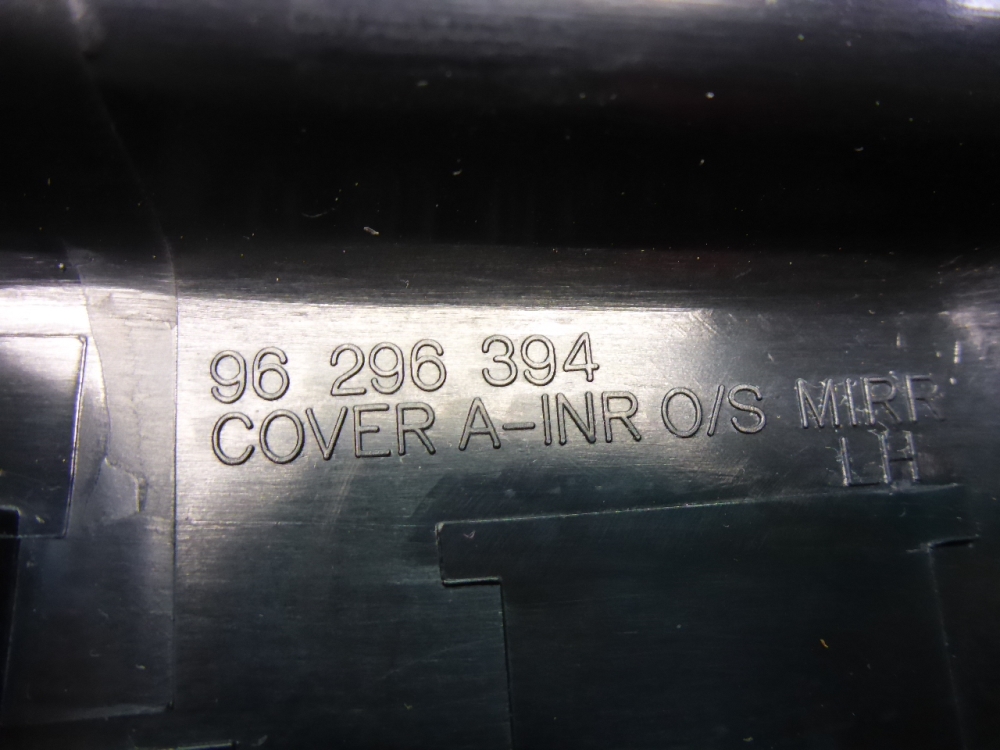 96 296 394
COVER A-INR O/S MIRR
LH